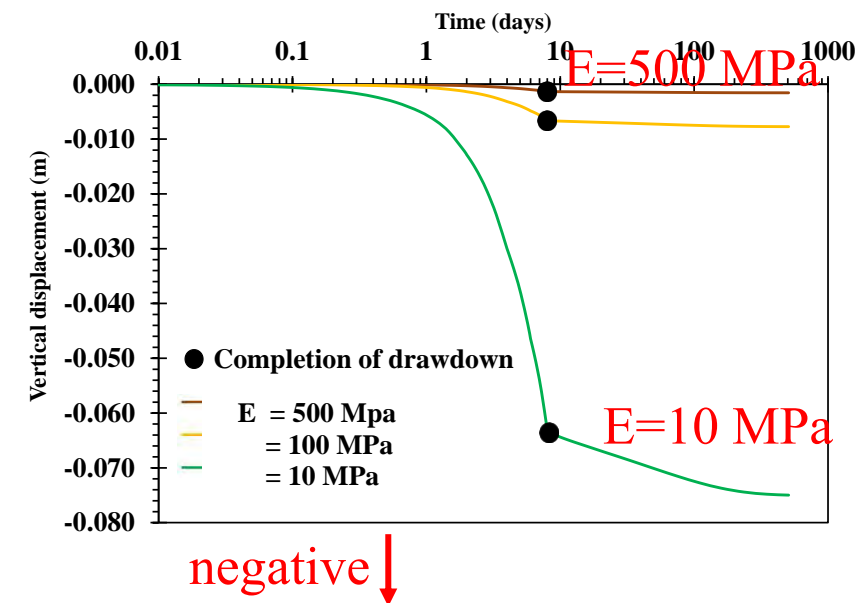 Time (days)
0.01 0.1 1 10 100 1000
E=500 MPa
0.000
-0.010
-0.020
-0.030
-0.040
-0.050
-0.060
-0.070
-0.080
Vertical displacement (m)
Completion of drawdown
E = 500 Mpa
= 100 MPa
= 10 MPa
E=10 MPa
negative